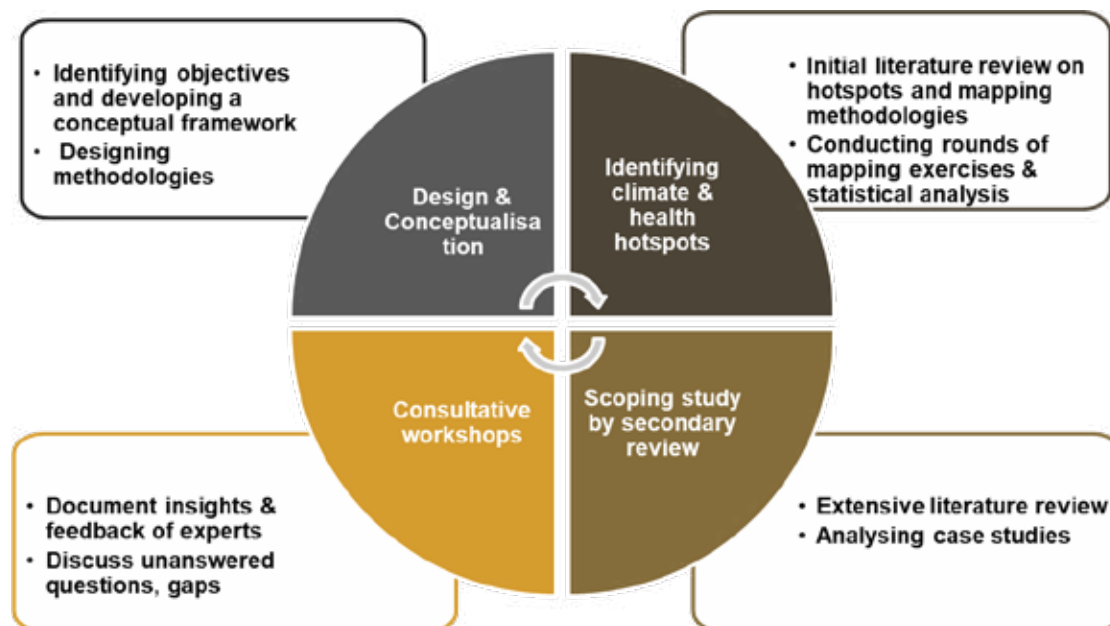 • Identifying objectives
and developing a
conceptual framework
• Designing
methodologies
Design &
Conceptualisa
tion
Identifying
climate &
health
hotspots
• Initial literature review on
hotspots and mapping
methodologies
• Conducting rounds of
mapping exercises &
statistical analysis
Consultative
workshops
• Document insights &
feedback of experts
• Discuss unanswered
questions, gaps
Scoping study
by secondary
review
• Extensive literature review
• Analysing case studies